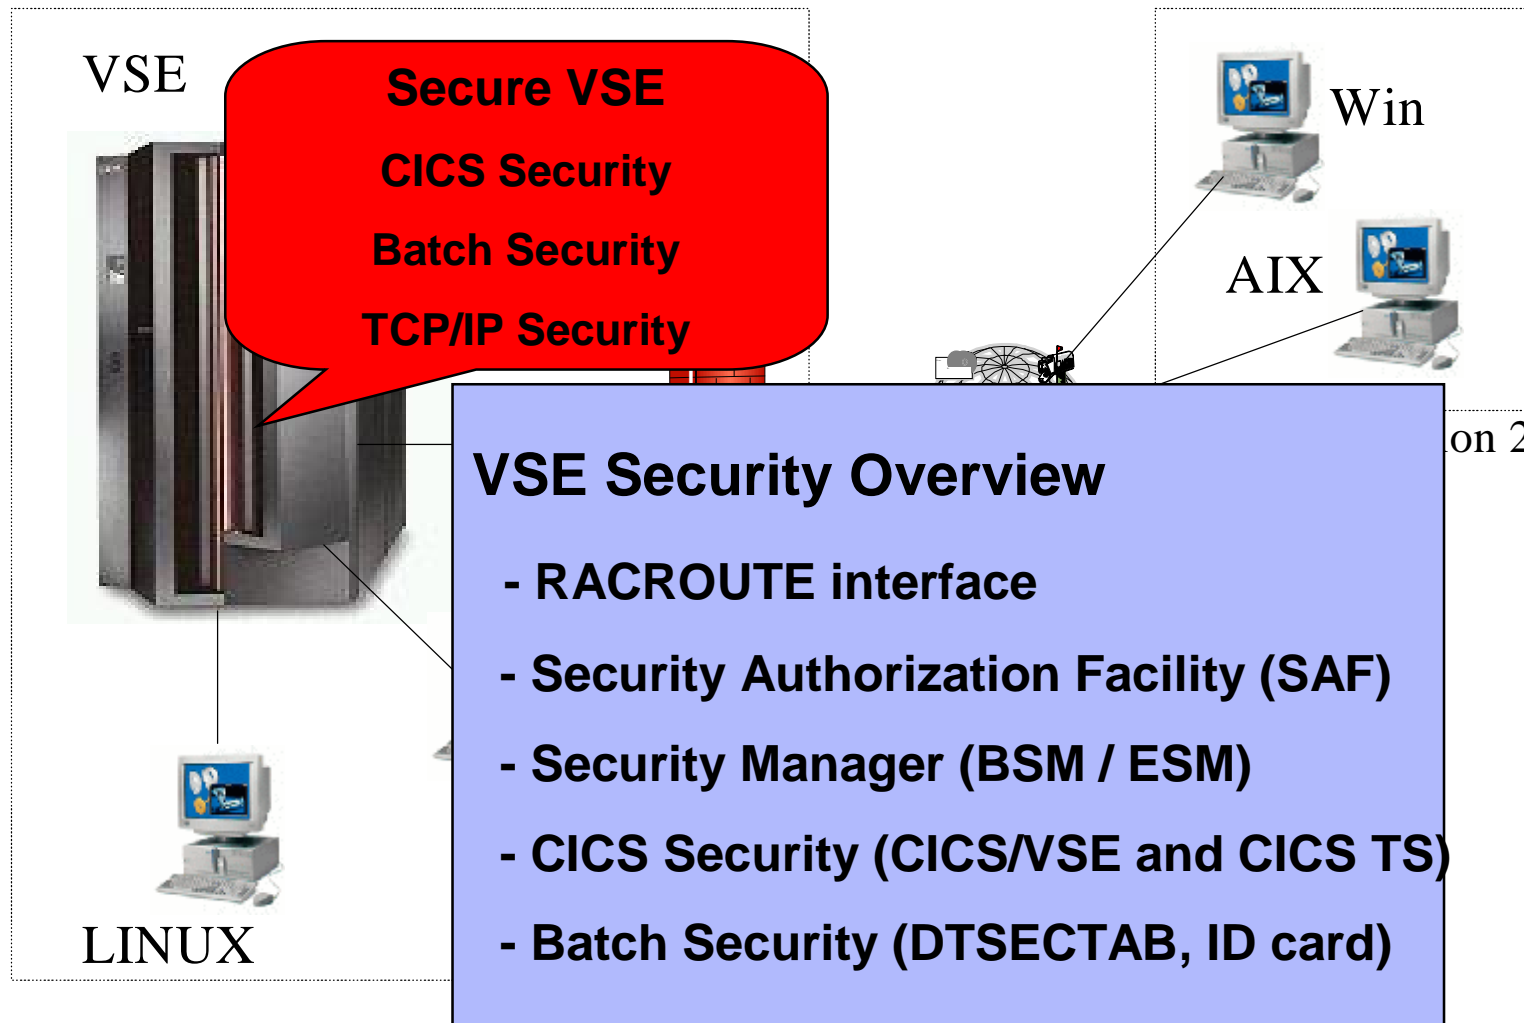 VSE
Secure VSE
CICS Security
Batch Security
TCP/IP Security
Win
AIX
on 2
VSE Security Overview
- RACROUTE interface
- Security Authorization Facility (SAF)
- Security Manager (BSM / ESM)
- CICS Security (CICS/VSE and CICS TS)
- Batch Security (DTSECTAB, ID card)
LINUX